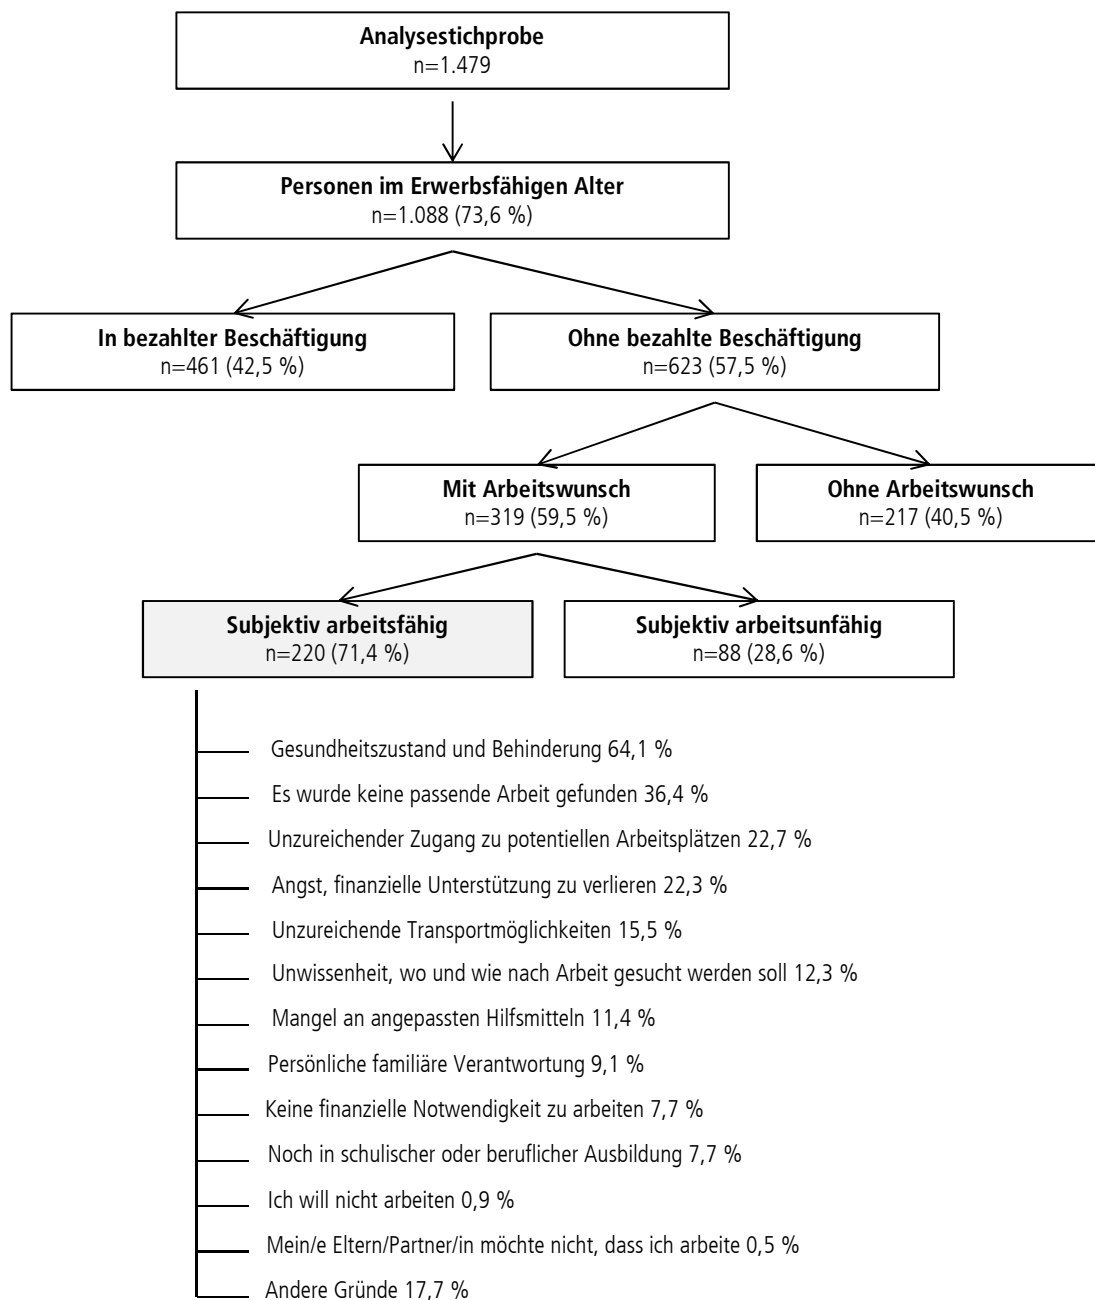 Analysestichprobe
n=1.479
Personen im Erwerbsfähigen Alter
n=1.088 (73,6 %)
In bezahlter Beschäftigung
n=461 (42,5 %)
Ohne bezahlte Beschäftigung
n=623 (57,5 %)
Mit Arbeitswunsch
n=319 (59,5 %)
Ohne Arbeitswunsch
n=217 (40,5 %)
Subjektiv arbeitsfähig
n=220 (71,4 %)
Subjektiv arbeitsunfähig
n=88 (28,6 %)
Gesundheitszustand und Behinderung 64,1 %
Es wurde keine passende Arbeit gefunden 36,4 %
Unzureichender Zugang zu potentiellen Arbeitsplätzen 22,7 %
Angst, finanzielle Unterstützung zu verlieren 22,3 %
Unzureichende Transportmöglichkeiten 15,5 %
Unwissenheit, wo und wie nach Arbeit gesucht werden soll 12,3 %
Mangel an angepassten Hilfsmitteln 11,4 %
Persönliche familiäre Verantwortung 9,1 %
Keine finanzielle Notwendigkeit zu arbeiten 7,7 %
Noch in schulischer oder beruflicher Ausbildung 7,7 %
Ich will nicht arbeiten 0,9 %
Mein/e Eltern/Partner/in möchte nicht, dass ich arbeite 0,5 %
Andere Gründe 17,7 %